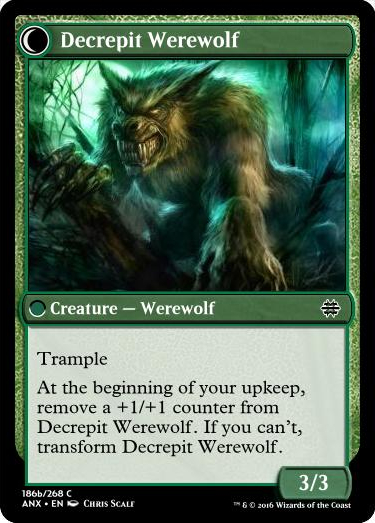 Decrepit Werewolf
Creature — Werewolf
Trample
At the beginning of your upkeep,
remove a +1/+1 counter from
Decrepit Werewolf. If you can't,
transform Decrepit Werewolf.
3/3
186b/268 C
ANX • EN CHRIS SCALF
™ & © 2016 Wizards of the Coast